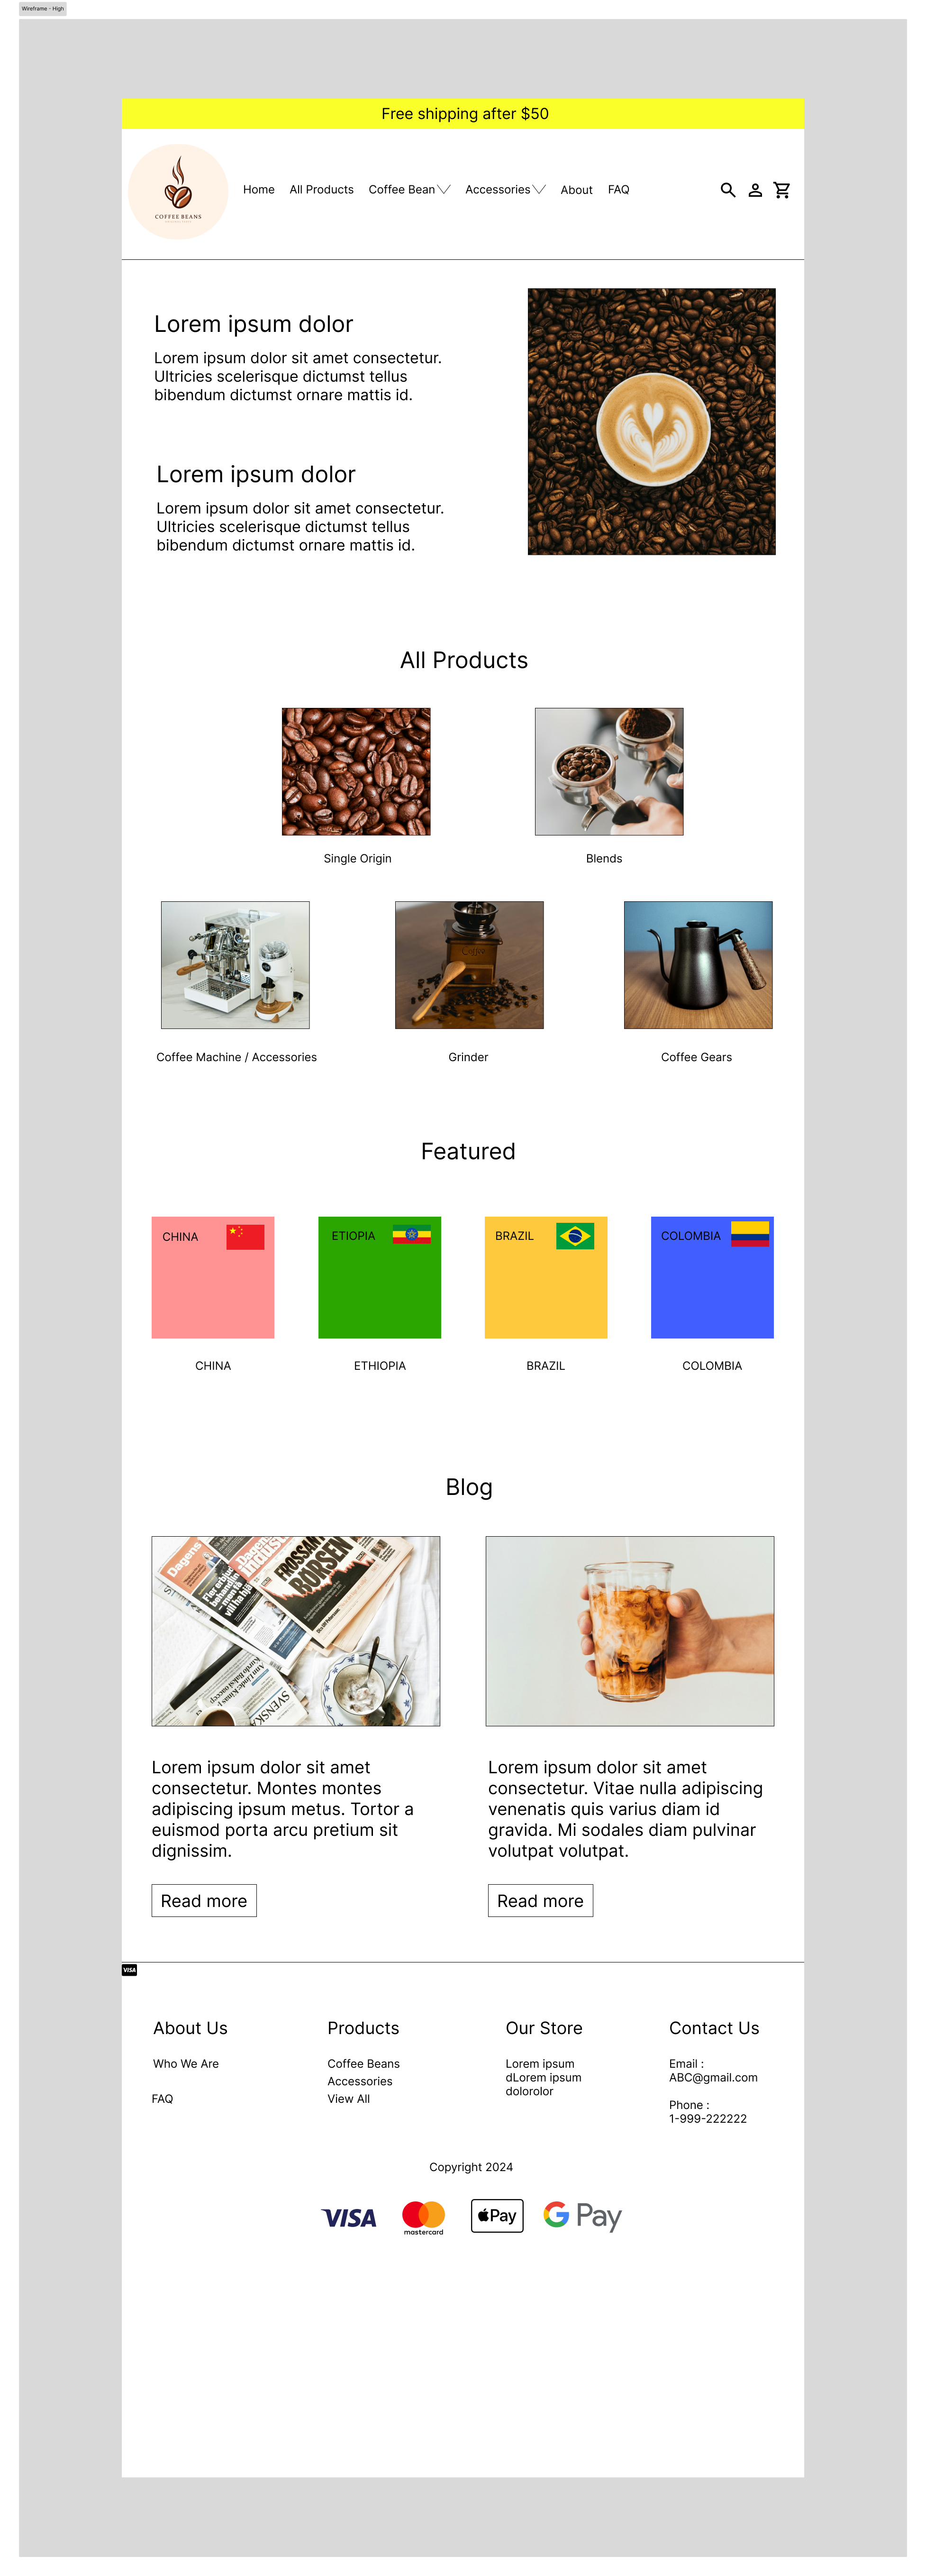 Wireframe - High
Free shipping after $50
COFFEE BEANS
Home All Products Coffee Bean Accessories About FAQ
Lorem ipsum dolor
Lorem ipsum dolor sit amet consectetur.
Ultricies scelerisque dictumst tellus
bibendum dictumst ornare mattis id.
Lorem ipsum dolor
Lorem ipsum dolor sit amet consectetur.
Ultricies scelerisque dictumst tellus
bibendum dictumst ornare mattis id.
All Products
Single Origin
Blends
Coffee Machine / Accessories
Grinder
Coffee Gears
Featured
CHINA
ETIOPIA
BRAZIL
COLOMBIA
CHINA
ETHIOPIA
BRAZIL
COLOMBIA
Blog
Dagens
Dagens
industri
BÖRSEN
SVENSKA
Lorem ipsum dolor sit amet
consectetur. Montes montes
adipiscing ipsum metus. Tortor a
euismod porta arcu pretium sit
dignissim.
Read more
Lorem ipsum dolor sit amet
consectetur. Vitae nulla adipiscing
venenatis quis varius diam id
gravida. Mi sodales diam pulvinar
volutpat volutpat.
Read more
VISA
About Us
Who We Are
FAQ
Products
Coffee Beans
Accessories
View All
Our Store
Lorem ipsum
dLorem ipsum
dolorolor
Contact Us
Email :
ABC@gmail.com
Phone :
1-999-222222
Copyright 2024
VISA
mastercard
Pay
G Pay